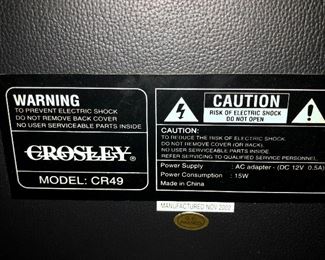 WARNING
TO PREVENT ELECTRIC SHOCK
DO NOT REMOVE BACK COVER
NO USER SERVICEABLE PARTS INSIDE
CROSLEY®
MODEL: CR49
CAUTION
RISK OF ELECTRIC SHOCK
DO NOT OPEN
CAUTION:
TO REDUCE THE RISK OF ELECTRIC SHOCK.
DO NOT REMOVE COVER (OR BACK).
NO USER-SERVICEABLE PARTS INSIDE.
REFER SERVICING TO QUALIFIED SERVICE PERSONNEL.
Power Supply : AC adapter - (DC 12V 0.5A)
Power Consumption : 15W
Made in China
MANUFACTURED NOV